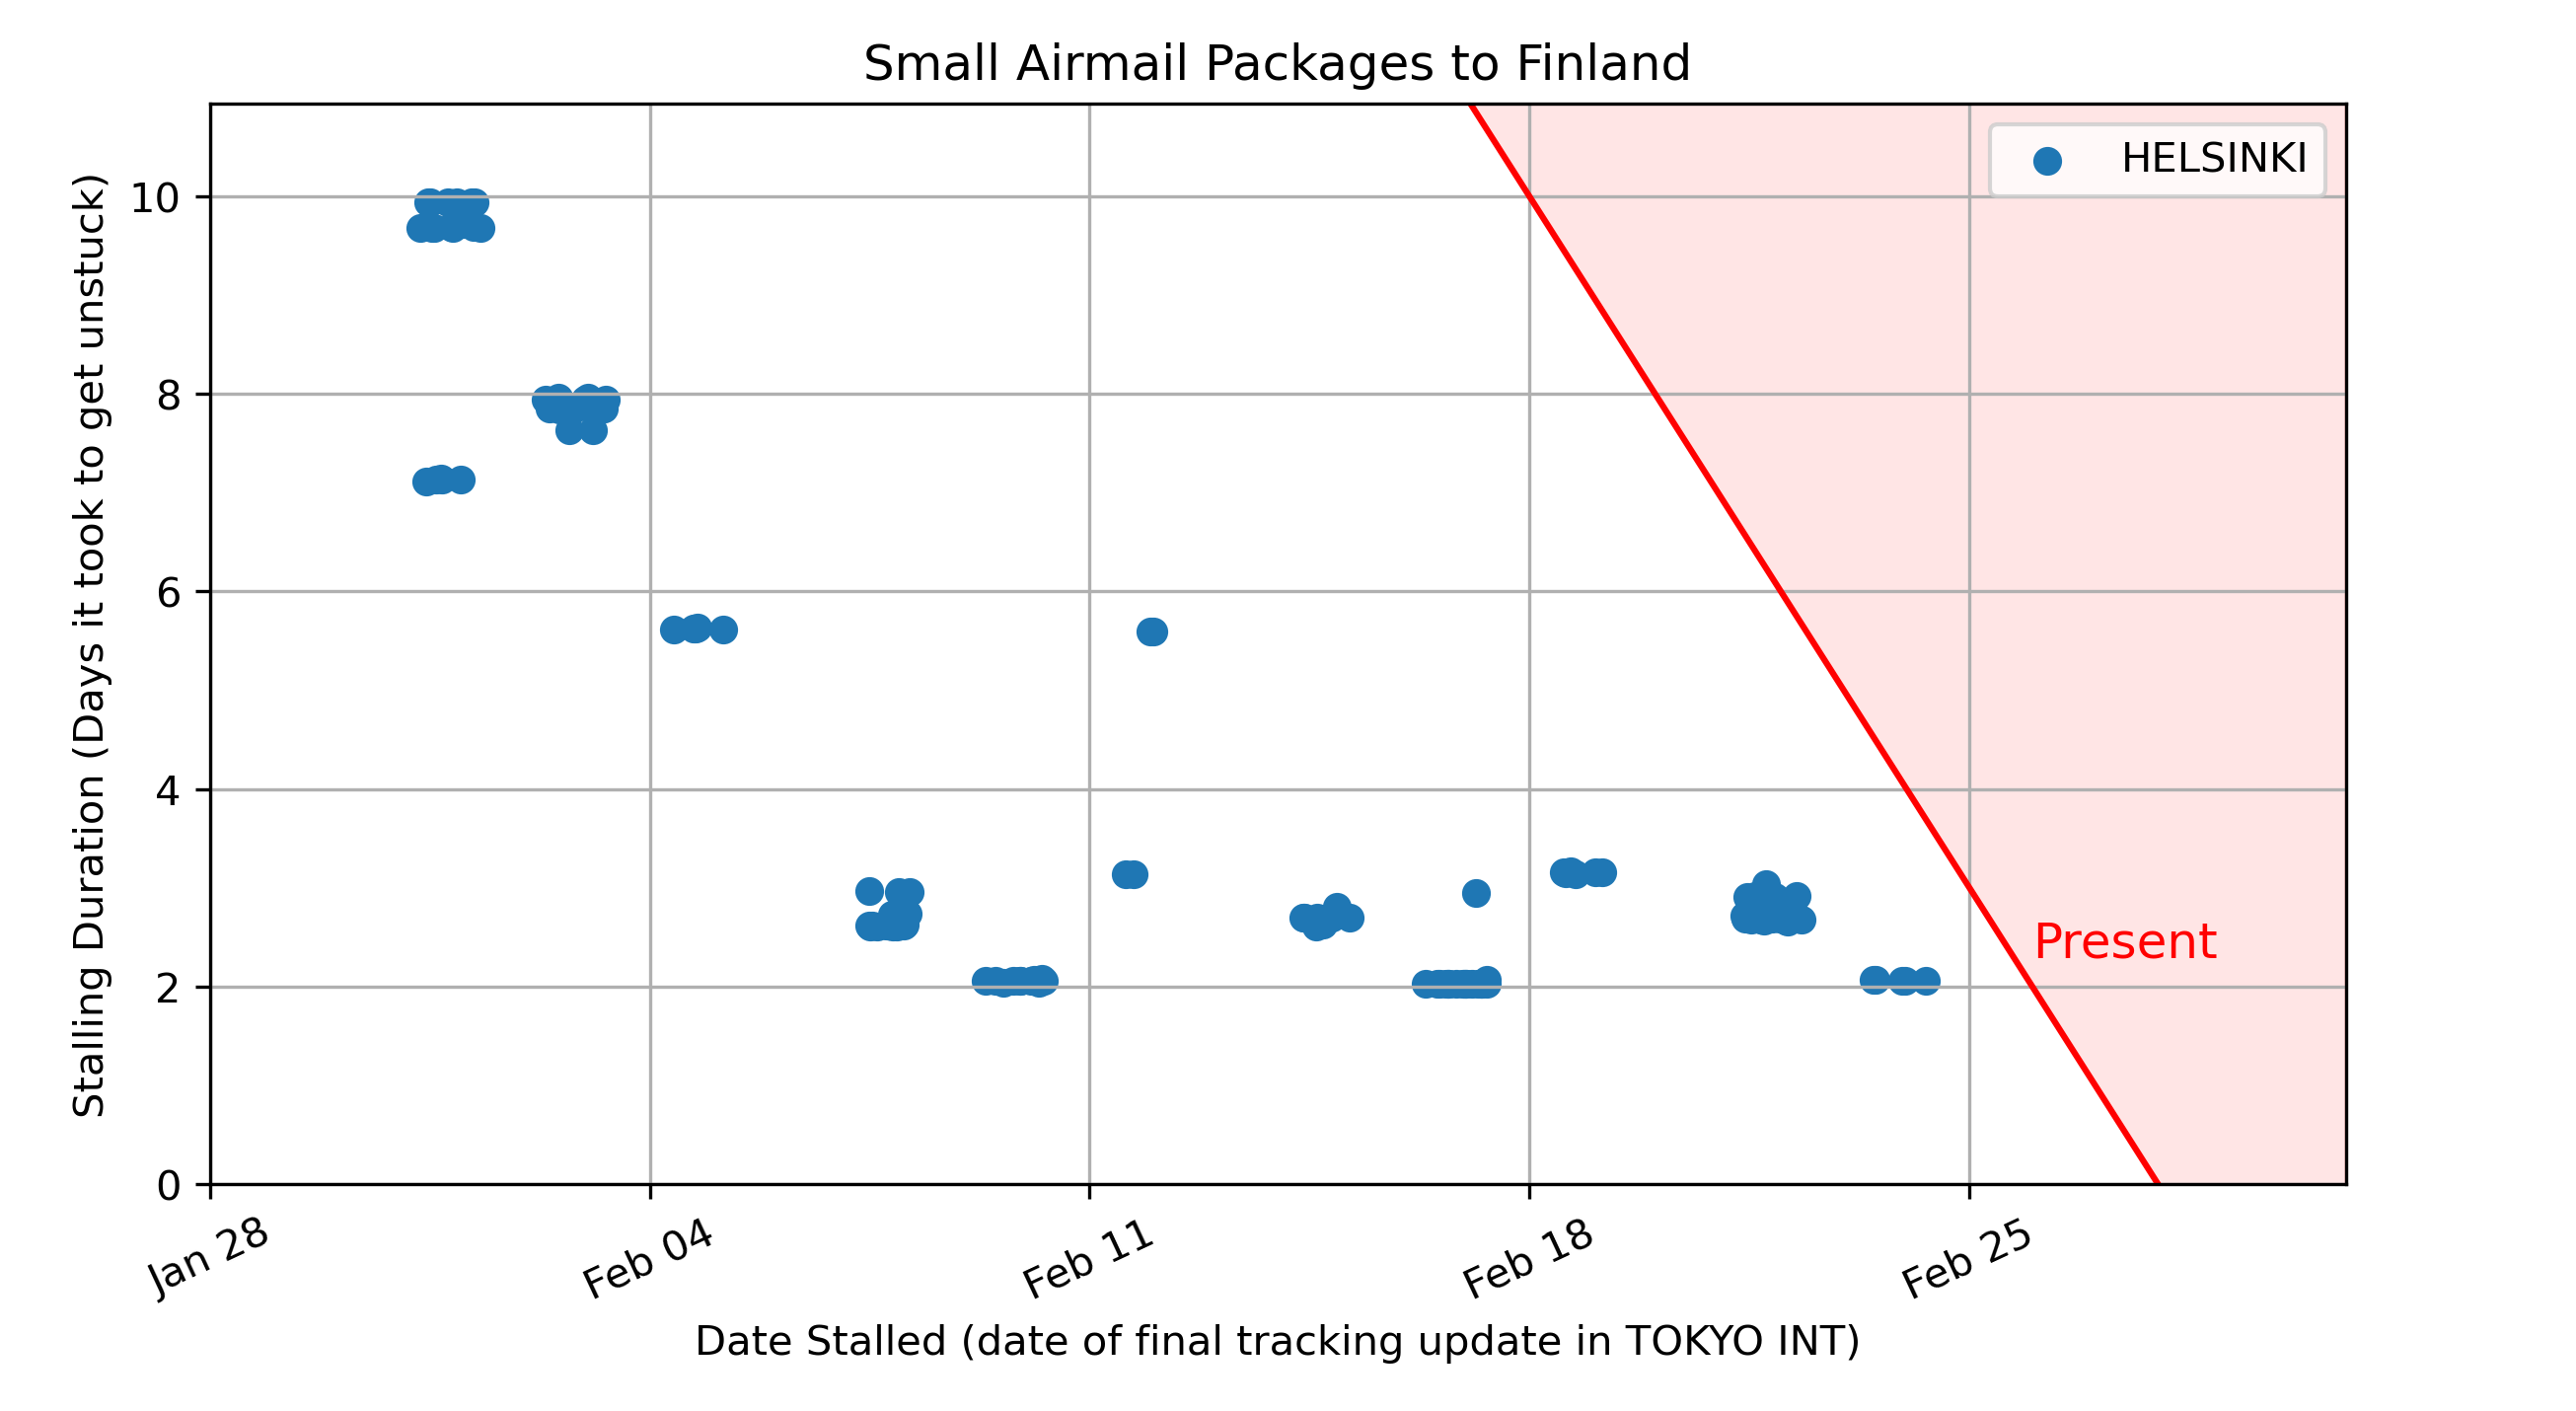 Small Airmail Packages to Finland
HELSINKI
Stalling Duration (Days it took to get unstuck)
10
8
6
4
2
0
Present
Jan 28
Feb 04
Feb 11
Feb 18
Feb 25
Date Stalled (date of final tracking update in TOKYO INT)